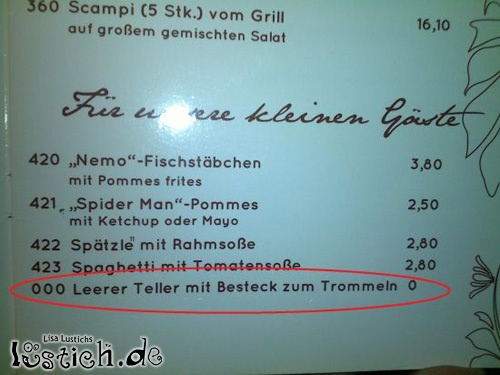 360 Scampi (5 Stk.) vom Grill 16,10
auf großem gemischten Salat
Für unsere kleinen Gäste
420 „Nemo“-Fischstäbchen 3,80
mit Pommes frites
421 „Spider Man“-Pommes 2,50
mit Ketchup oder Mayo
422 Spätzle" mit Rahmsoße 2,80
423 Spaghetti mit Tomatensoße 2,80
000 Leerer Teller mit Besteck zum Trommeln 0
Lisa Lustichs
lustich.de